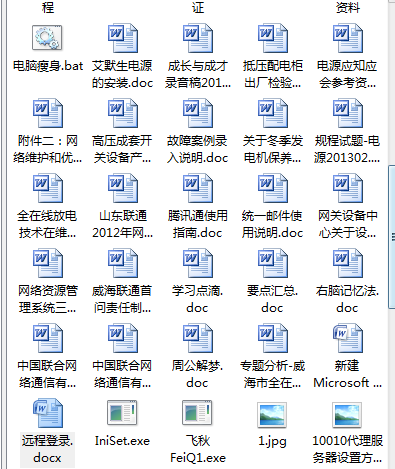 程 证 资料
电脑瘦身.bat 艾默生电源 成长与成才 抵压配电柜 电源应知应
的安装.doc 录音稿201... 出厂检验... 会参考资...
附件二：网 高压成套开 故障案例录 关于冬季发 规程试题-电
络维护和优... 关设备产... 入说明.doc 电机保养... 源201302....
全在线放电 山东联通 腾讯通使用 统一邮件使 网关设备中
技术在维... 2012年网... 指南.doc 用说明.doc 心关于设...
网络资源管 威海联通首 学习点滴. 要点汇总. 右脑记忆法.
理系统三... 问责任制... doc doc doc
中国联合网 中国联合网 周公解梦. 专题分析-威 新建
络通信有... 络通信有... doc 海市全在... Microsoft ...
远程登录. IniSet.exe 飞秋 1.jpg 10010代理服
docx FeiQ1.exe 务器设置方...